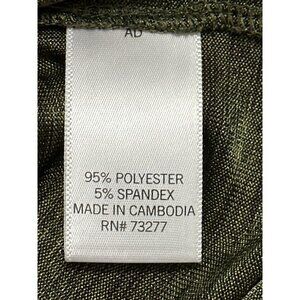 AD
95% POLYESTER
5% SPANDEX
MADE IN CAMBODIA
RN# 73277